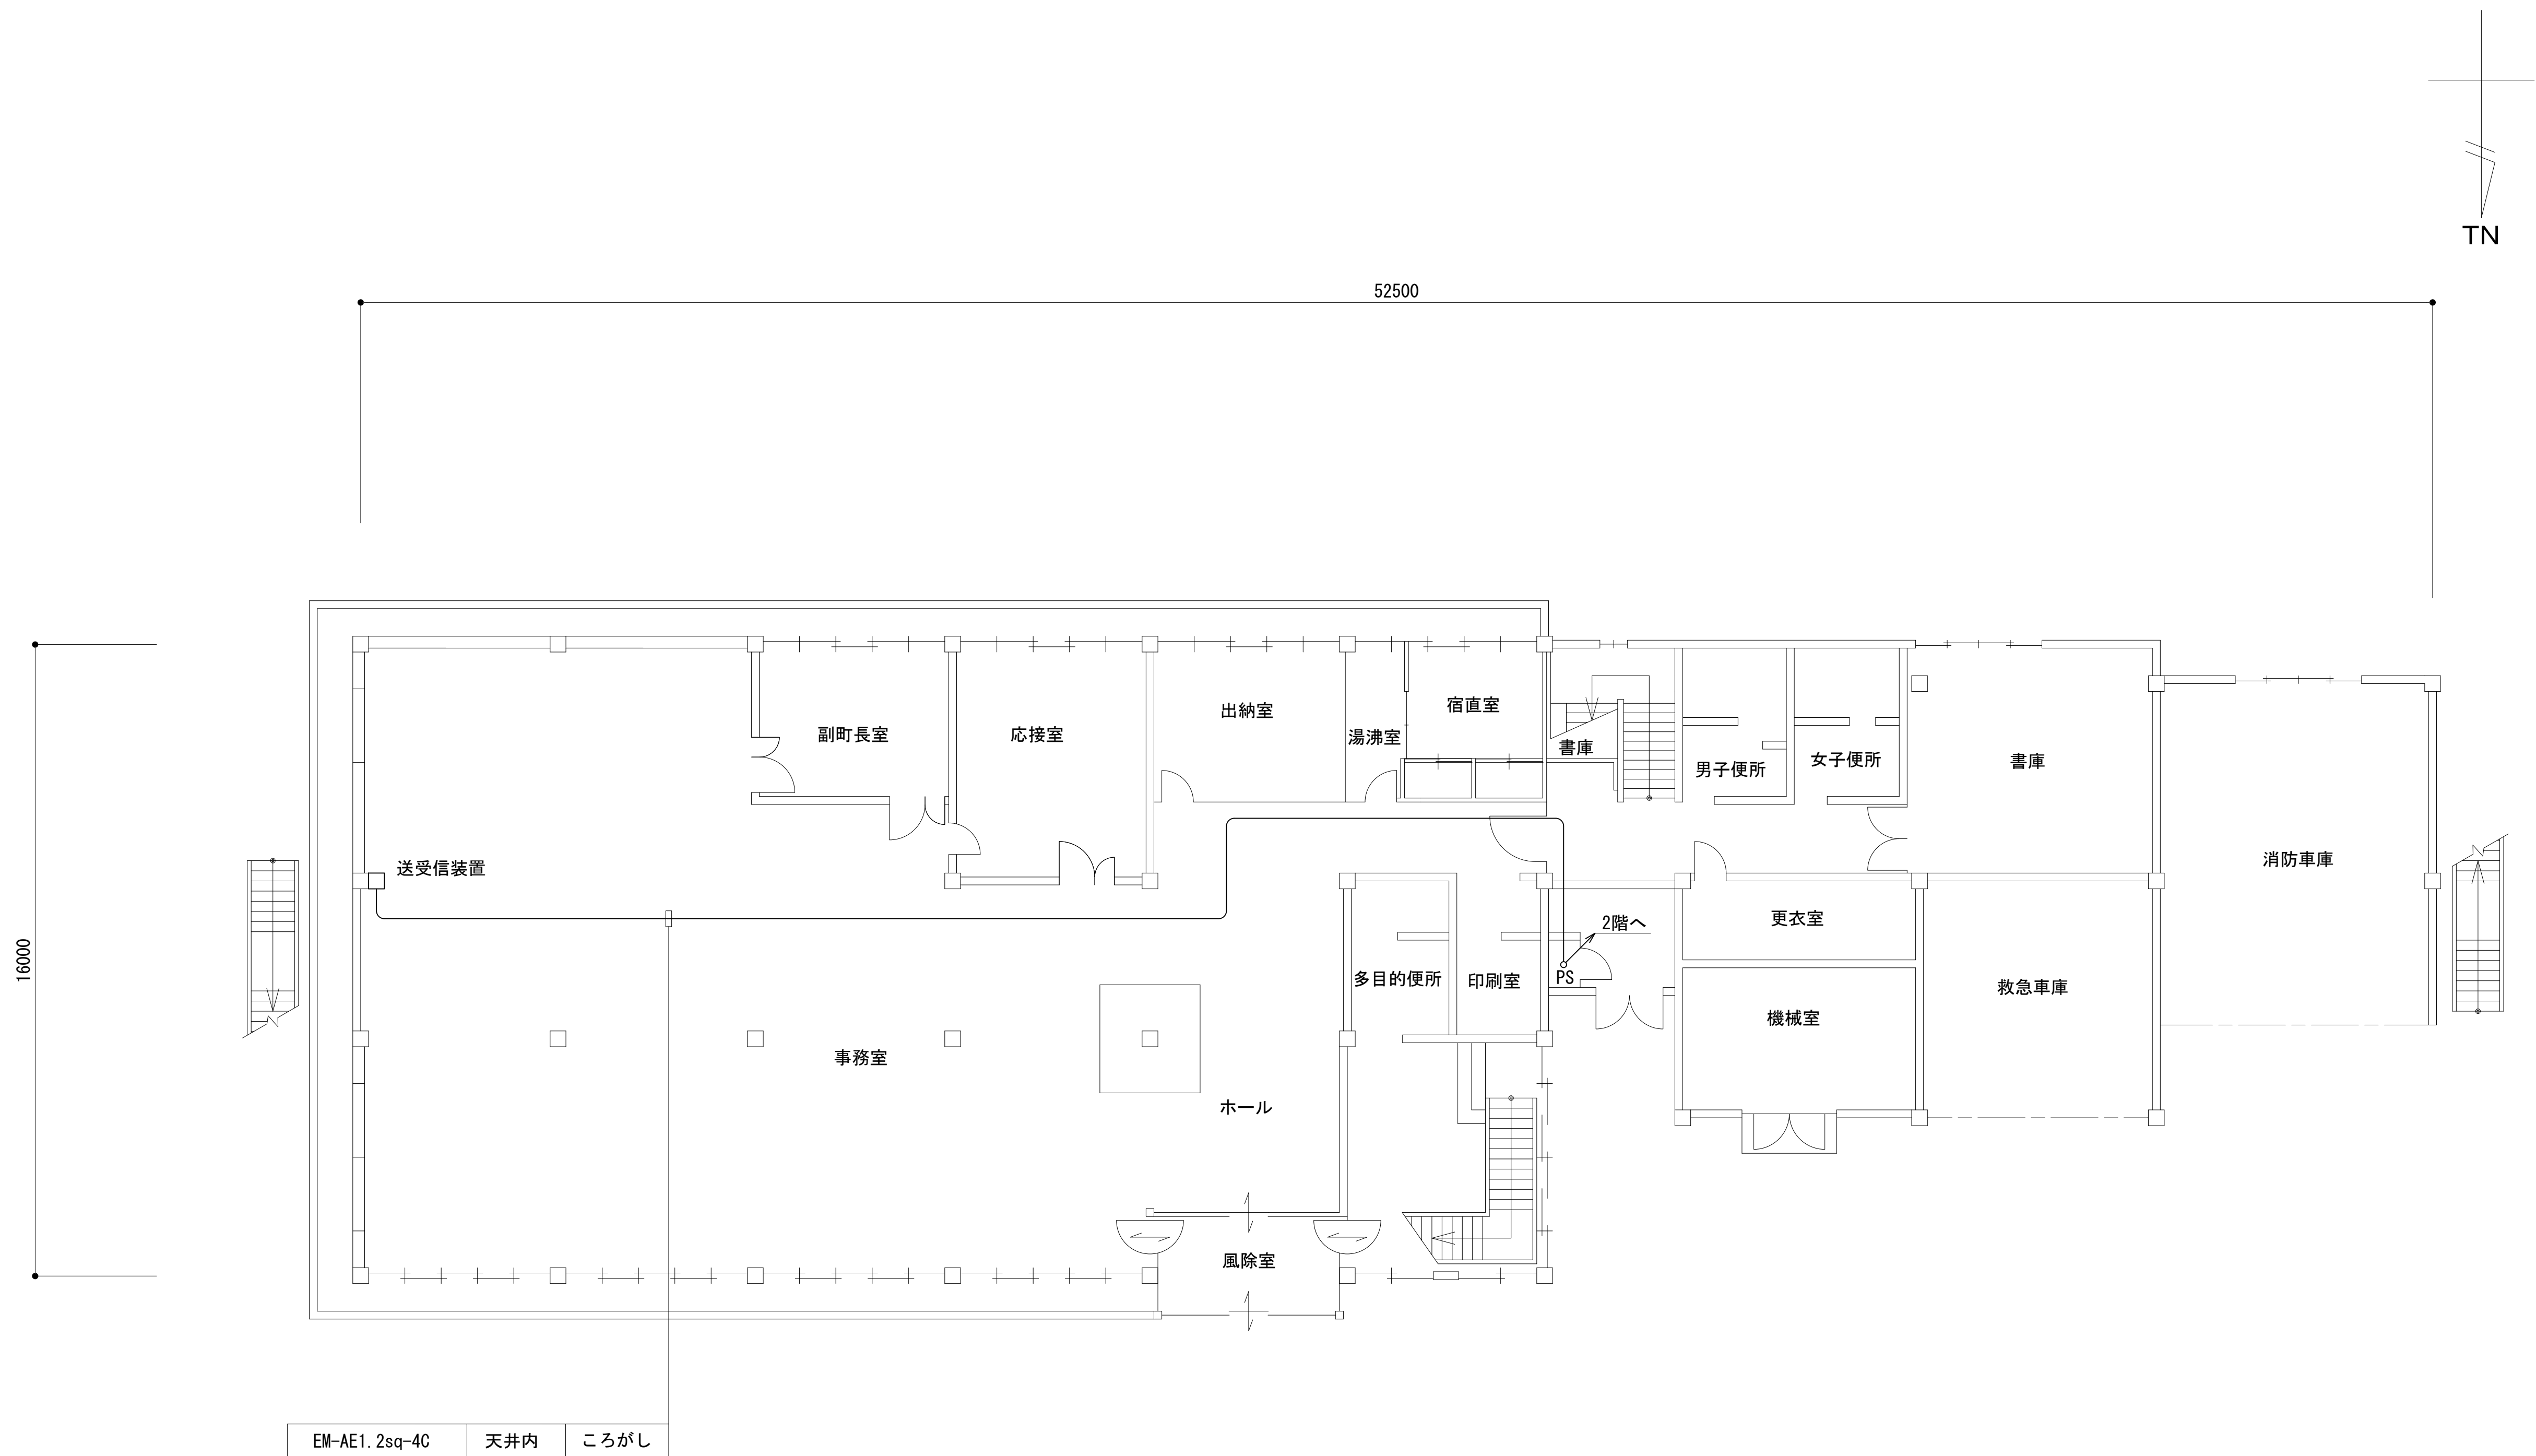 TN
52500
16000
宿直室
出納室
副町長室
応接室
湯沸室
書庫
男子便所
女子便所
書庫
消防車庫
送受信装置
更衣室
2階へ
PS
多目的便所
印刷室
救急車庫
機械室
事務室
ホール
風除室
EM-AE1.2sq-4C 天井内 ころがし